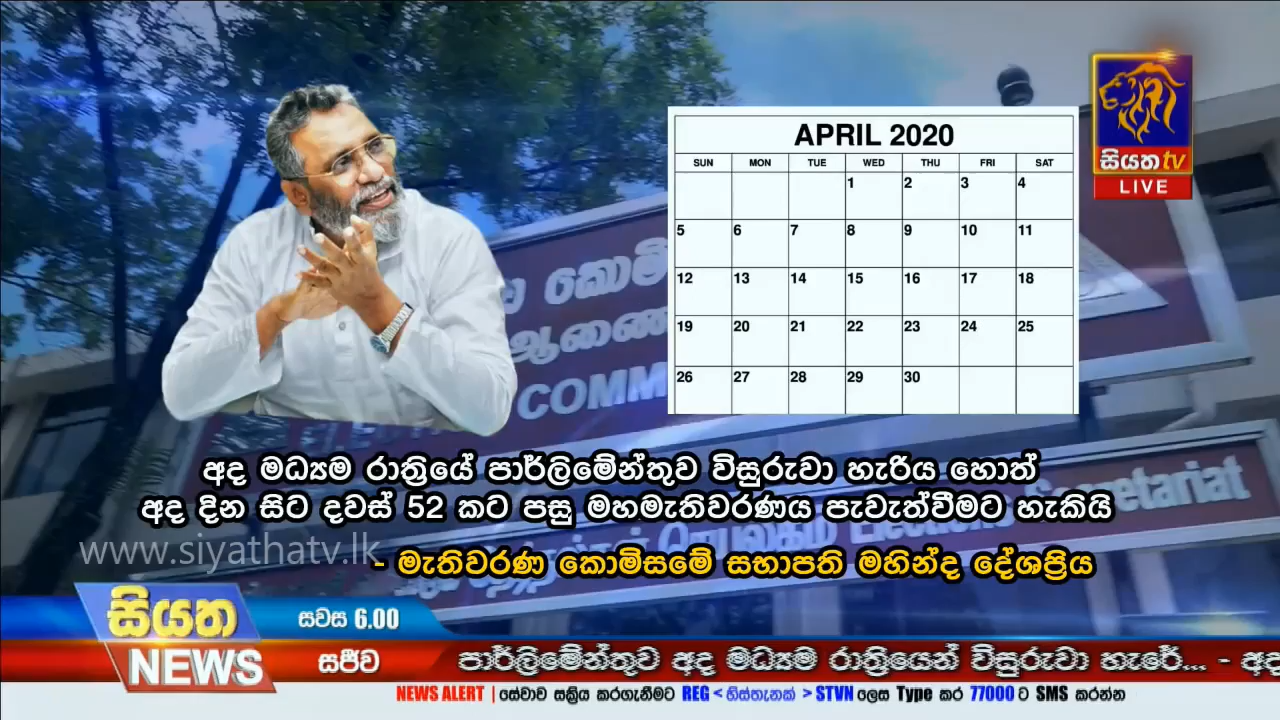 සියත tv
LIVE
APRIL 2020
SUN MON TUE WED THU FRI SAT
1 2 3 4
5 6 7 8 9 10 11
12 13 14 15 16 17 18
19 20 21 22 23 24 25
26 27 28 29 30
කොමි
ආணை
COMM
Secretariat
අද මධ්‍යම රාත්‍රියේ පාර්ලිමේන්තුව විසුරුවා හැරිය හොත්
අද දින සිට දවස් 52 කට පසු මහමැතිවරණය පැවැත්වීමට හැකියි
www.siyathatv.lk
- මැතිවරණ කොමිසමේ සභාපති මහින්ද දේශප්‍රිය
සියත සවස 6.00
NEWS සජීව පාර්ලිමේන්තුව අද මධ්‍යම රාත්‍රියෙන් විසුරුවා හැරේ... - අද
NEWS ALERT | සේවාව සක්‍රිය කරගැනීමට REG < හිස්තැනක් > STVN ලෙස Type කර 77000 ට SMS කරන්න